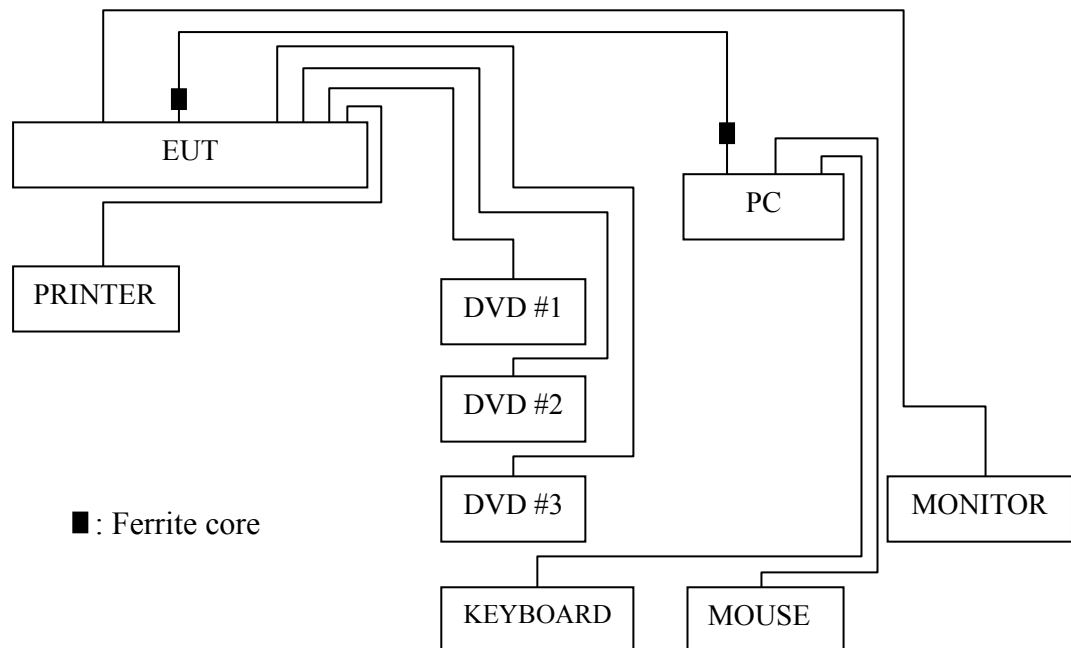 EUT
PC
PRINTER
DVD #1
DVD #2
DVD #3
MONITOR
: Ferrite core
KEYBOARD
MOUSE